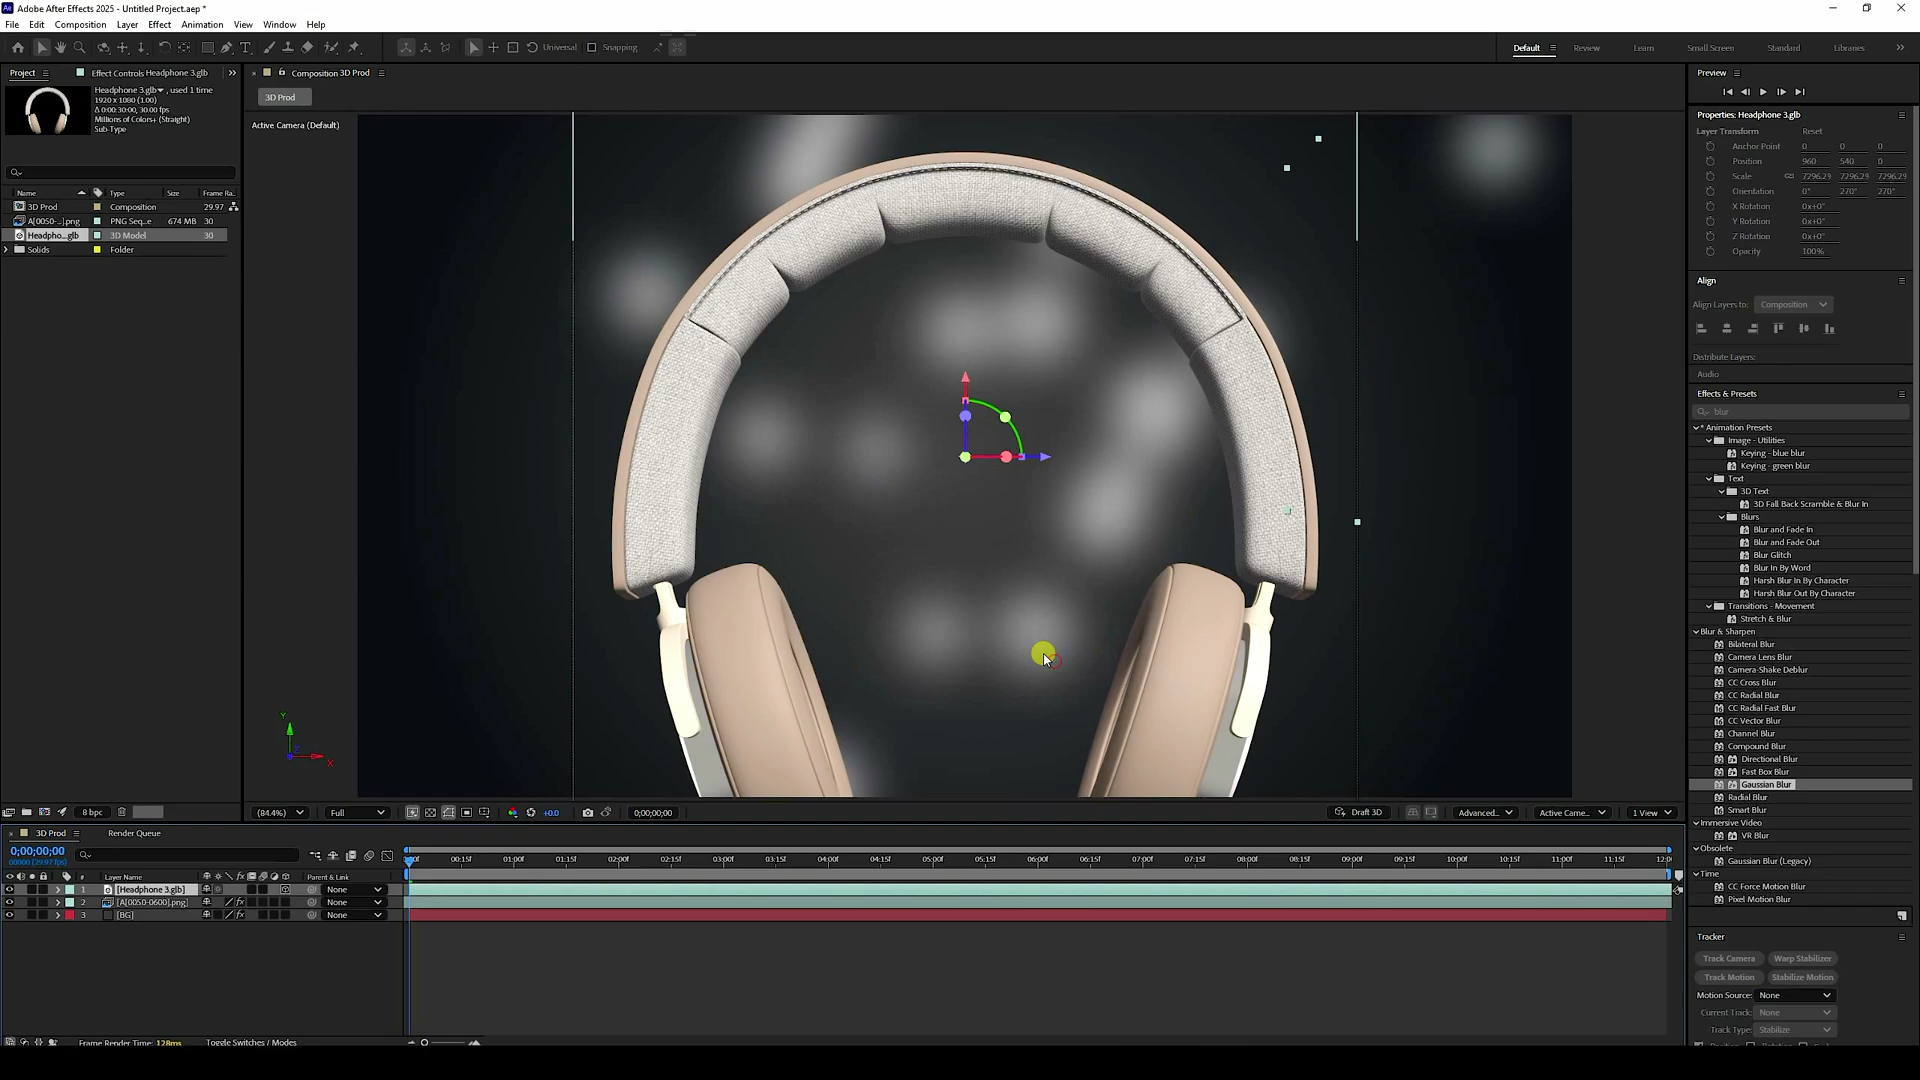 Adobe After Effects 2025 - Untitled Project.aep *
File Edit Composition Layer Effect Animation View Window Help
Universal Snapping Default Review Learn Small Screen Standard Libraries
Project Effect Controls Headphone 3.glb
Headphone 3.glb , used 1 time
1920 x 1080 (1.00)
Δ 0:00:30:00, 30.00 fps
Millions of Colors+ (Straight)
Sub-Type
Name Type Size Frame Ra..
3D Prod Composition 29.97
A[0050-...].png PNG Seq...e 674 MB 30
Headpho...glb 3D Model 30
Solids Folder
8 bpc
Composition 3D Prod
3D Prod
Active Camera (Default)
Y
Z
X
(84.4%) Full +0.0 0;00;00;00 Draft 3D Advanced... Active Came... 1 View
Preview
Properties: Headphone 3.glb
Layer Transform Reset
Anchor Point 0 0 0
Position 960 540 0
Scale 7296.29 7296.29 7296.29
Orientation 0° 270° 270°
X Rotation 0x+0°
Y Rotation 0x+0°
Z Rotation 0x+0°
Opacity 100%
Align
Align Layers to: Composition
Distribute Layers:
Audio
Effects & Presets
blur
* Animation Presets
Image - Utilities
Keying - blue blur
Keying - green blur
Text
3D Text
3D Fall Back Scramble & Blur In
Blurs
Blur and Fade In
Blur and Fade Out
Blur Glitch
Blur In By Word
Harsh Blur In By Character
Harsh Blur Out By Character
Transitions - Movement
Stretch & Blur
Blur & Sharpen
Bilateral Blur
Camera Lens Blur
Camera-Shake Deblur
CC Cross Blur
CC Radial Blur
CC Radial Fast Blur
CC Vector Blur
Channel Blur
Compound Blur
Directional Blur
Fast Box Blur
Gaussian Blur
Radial Blur
Smart Blur
Immersive Video
VR Blur
Obsolete
Gaussian Blur (Legacy)
Time
CC Force Motion Blur
Pixel Motion Blur
Tracker
Track Camera Warp Stabilizer
Track Motion Stabilize Motion
Motion Source: None
Current Track: None
Track Type: Stabilize
3D Prod Render Queue
0;00;00;00
00000 (29.97 fps)
00:15f 01:00f 01:15f 02:00f 02:15f 03:00f 03:15f 04:00f 04:15f 05:00f 05:15f 06:00f 06:15f 07:00f 07:15f 08:00f 08:15f 09:00f 09:15f 10:00f 10:15f 11:00f 11:15f 12:0
# Layer Name Parent & Link
1 [Headphone 3.glb] None
2 [A[0050-0600].png] None
3 [BG] None
Frame Render Time: 128ms Toggle Switches / Modes